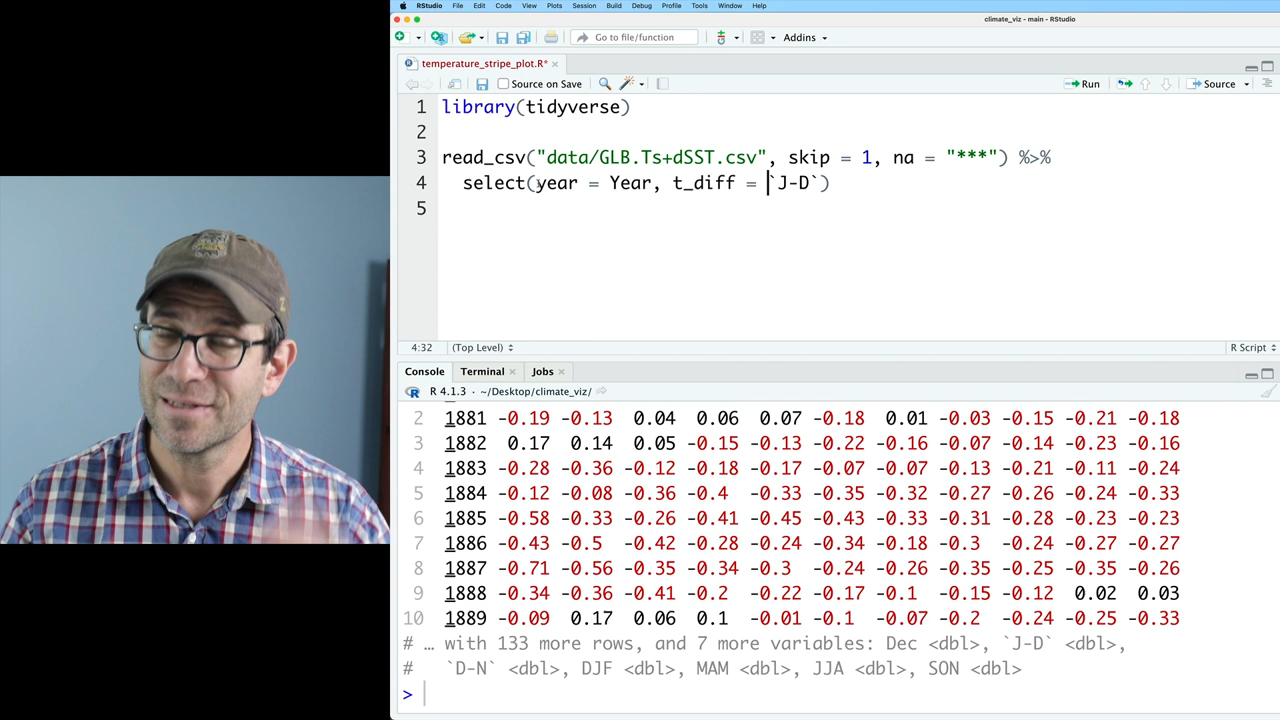 RStudio File Edit Code View Plots Session Build Debug Profile Tools Window Help
climate_viz - main - RStudio
Go to file/function Addins
temperature_stripe_plot.R*
Source on Save Run Source
1 library(tidyverse)
2
3 read_csv("data/GLB.Ts+dSST.csv", skip = 1, na = "***") %>%
4 select(year = Year, t_diff = `J-D`)
5
4:32 (Top Level) R Script
Console Terminal Jobs
R 4.1.3 · ~/Desktop/climate_viz/
2 1881 -0.19 -0.13 0.04 0.06 0.07 -0.18 0.01 -0.03 -0.15 -0.21 -0.18
3 1882 0.17 0.14 0.05 -0.15 -0.13 -0.22 -0.16 -0.07 -0.14 -0.23 -0.16
4 1883 -0.28 -0.36 -0.12 -0.18 -0.17 -0.07 -0.07 -0.13 -0.21 -0.11 -0.24
5 1884 -0.12 -0.08 -0.36 -0.4 -0.33 -0.35 -0.32 -0.27 -0.26 -0.24 -0.33
6 1885 -0.58 -0.33 -0.26 -0.41 -0.45 -0.43 -0.33 -0.31 -0.28 -0.23 -0.23
7 1886 -0.43 -0.5 -0.42 -0.28 -0.24 -0.34 -0.18 -0.3 -0.24 -0.27 -0.27
8 1887 -0.71 -0.56 -0.35 -0.34 -0.3 -0.24 -0.26 -0.35 -0.25 -0.35 -0.26
9 1888 -0.34 -0.36 -0.41 -0.2 -0.22 -0.17 -0.1 -0.15 -0.12 0.02 0.03
10 1889 -0.09 0.17 0.06 0.1 -0.01 -0.1 -0.07 -0.2 -0.24 -0.25 -0.33
# … with 133 more rows, and 7 more variables: Dec <dbl>, `J-D` <dbl>,
# `D-N` <dbl>, DJF <dbl>, MAM <dbl>, JJA <dbl>, SON <dbl>
>